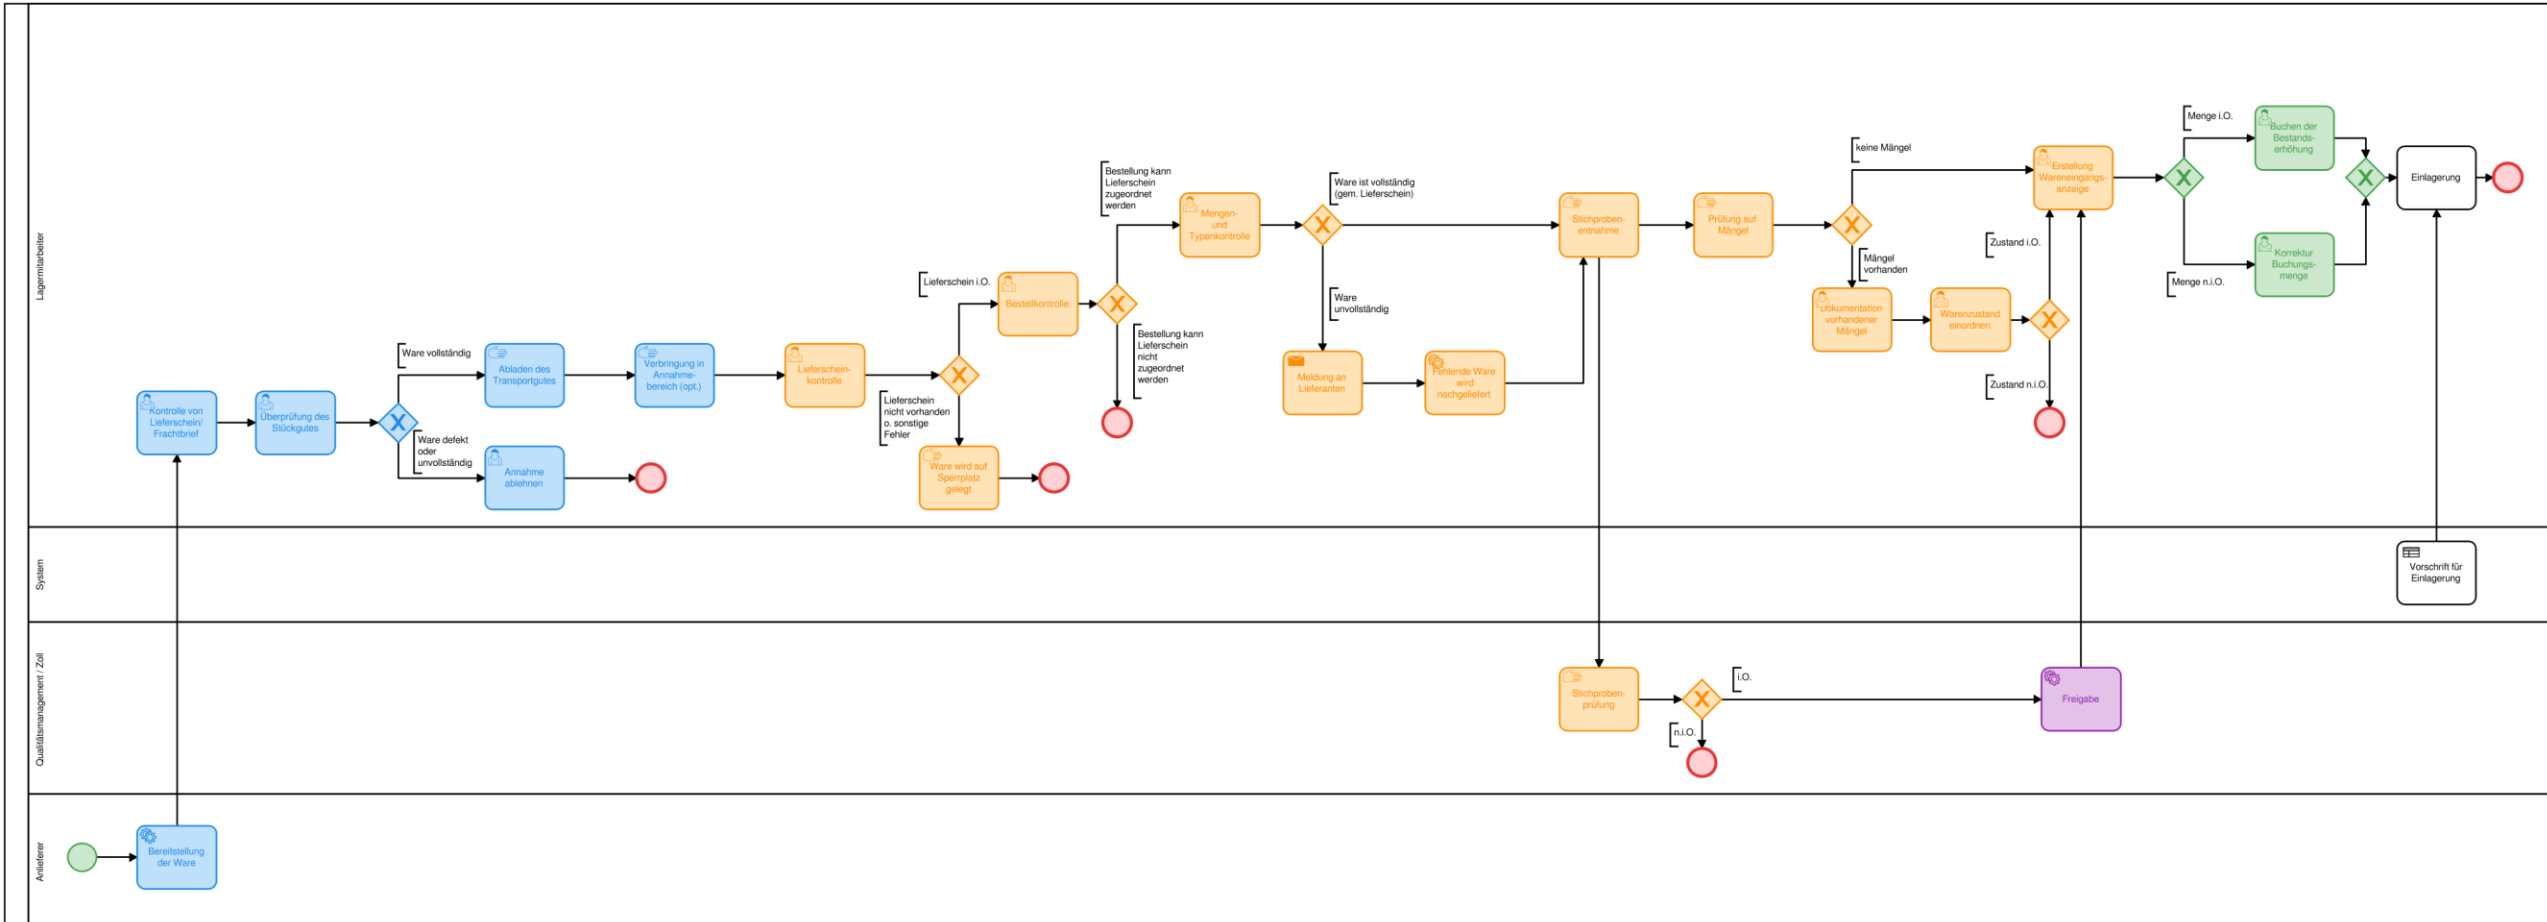 Lagermitarbeiter
Kontrolle von
Lieferschein/
Frachtbrief
Überprüfung des
Stückgutes
Ware vollständig
Ware defekt
oder
unvollständig
Abladen des
Transportgutes
Annahme
ablehnen
Verbringung in
Annahme-
bereich (opt.)
Lieferschein-
kontrolle
Lieferschein i.O.
Lieferschein
nicht vorhanden
o. sonstige
Fehler
Ware wird auf
Sperrplatz
gelegt
Bestellkontrolle
Bestellung kann
Lieferschein
zugeordnet
werden
Bestellung kann
Lieferschein
nicht
zugeordnet
werden
Mengen-
und
Typenkontrolle
Ware ist vollständig
(gem. Lieferschein)
Ware
unvollständig
Meldung an
Lieferanten
Fehlende Ware
wird
nachgeliefert
Stichproben-
entnahme
Prüfung auf
Mängel
keine Mängel
Mängel
vorhanden
Dokumentation
vorhandener
Mängel
Warenzustand
einordnen
Zustand i.O.
Zustand n.i.O.
Erstellung
Wareneingangs-
anzeige
Menge i.O.
Menge n.i.O.
Buchen der
Bestands-
erhöhung
Korrektur
Buchungs-
menge
Einlagerung
System
Vorschrift für
Einlagerung
Qualitätsmanagement / Zoll
Stichproben-
prüfung
i.O.
n.i.O.
Freigabe
Anlieferer
Bereitstellung
der Ware